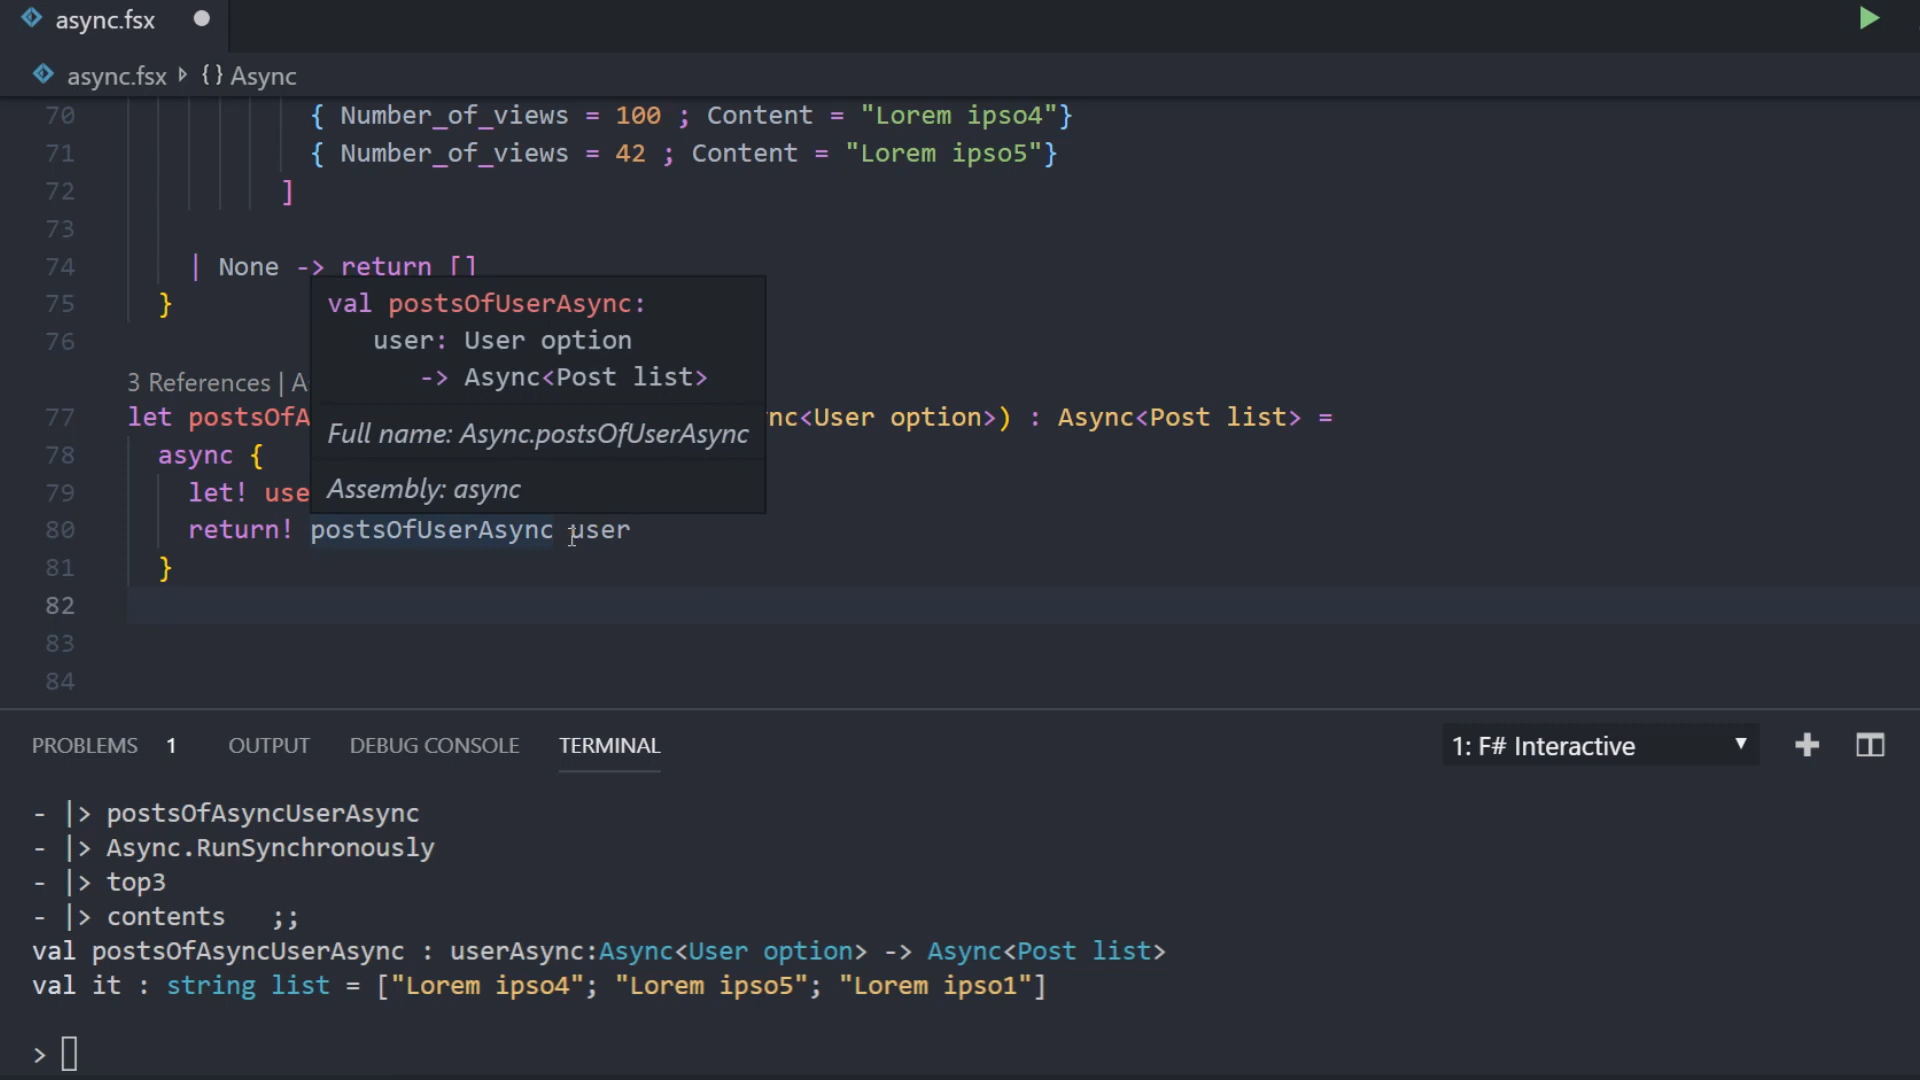 async.fsx
async.fsx {} Async
70 { Number_of_views = 100 ; Content = "Lorem ipso4"}
71 { Number_of_views = 42 ; Content = "Lorem ipso5"}
72 ]
73
74 | None -> return []
75 }
76
val postsOfUserAsync:
user: User option
-> Async<Post list>
Full name: Async.postsOfUserAsync
Assembly: async
3 References | A
77 let postsOfA nc<User option>) : Async<Post list> =
78 async {
79 let! use
80 return! postsOfUserAsync user
81 }
82
83
84
PROBLEMS 1 OUTPUT DEBUG CONSOLE TERMINAL 1: F# Interactive
- |> postsOfAsyncUserAsync
- |> Async.RunSynchronously
- |> top3
- |> contents ;;
val postsOfAsyncUserAsync : userAsync:Async<User option> -> Async<Post list>
val it : string list = ["Lorem ipso4"; "Lorem ipso5"; "Lorem ipso1"]
>